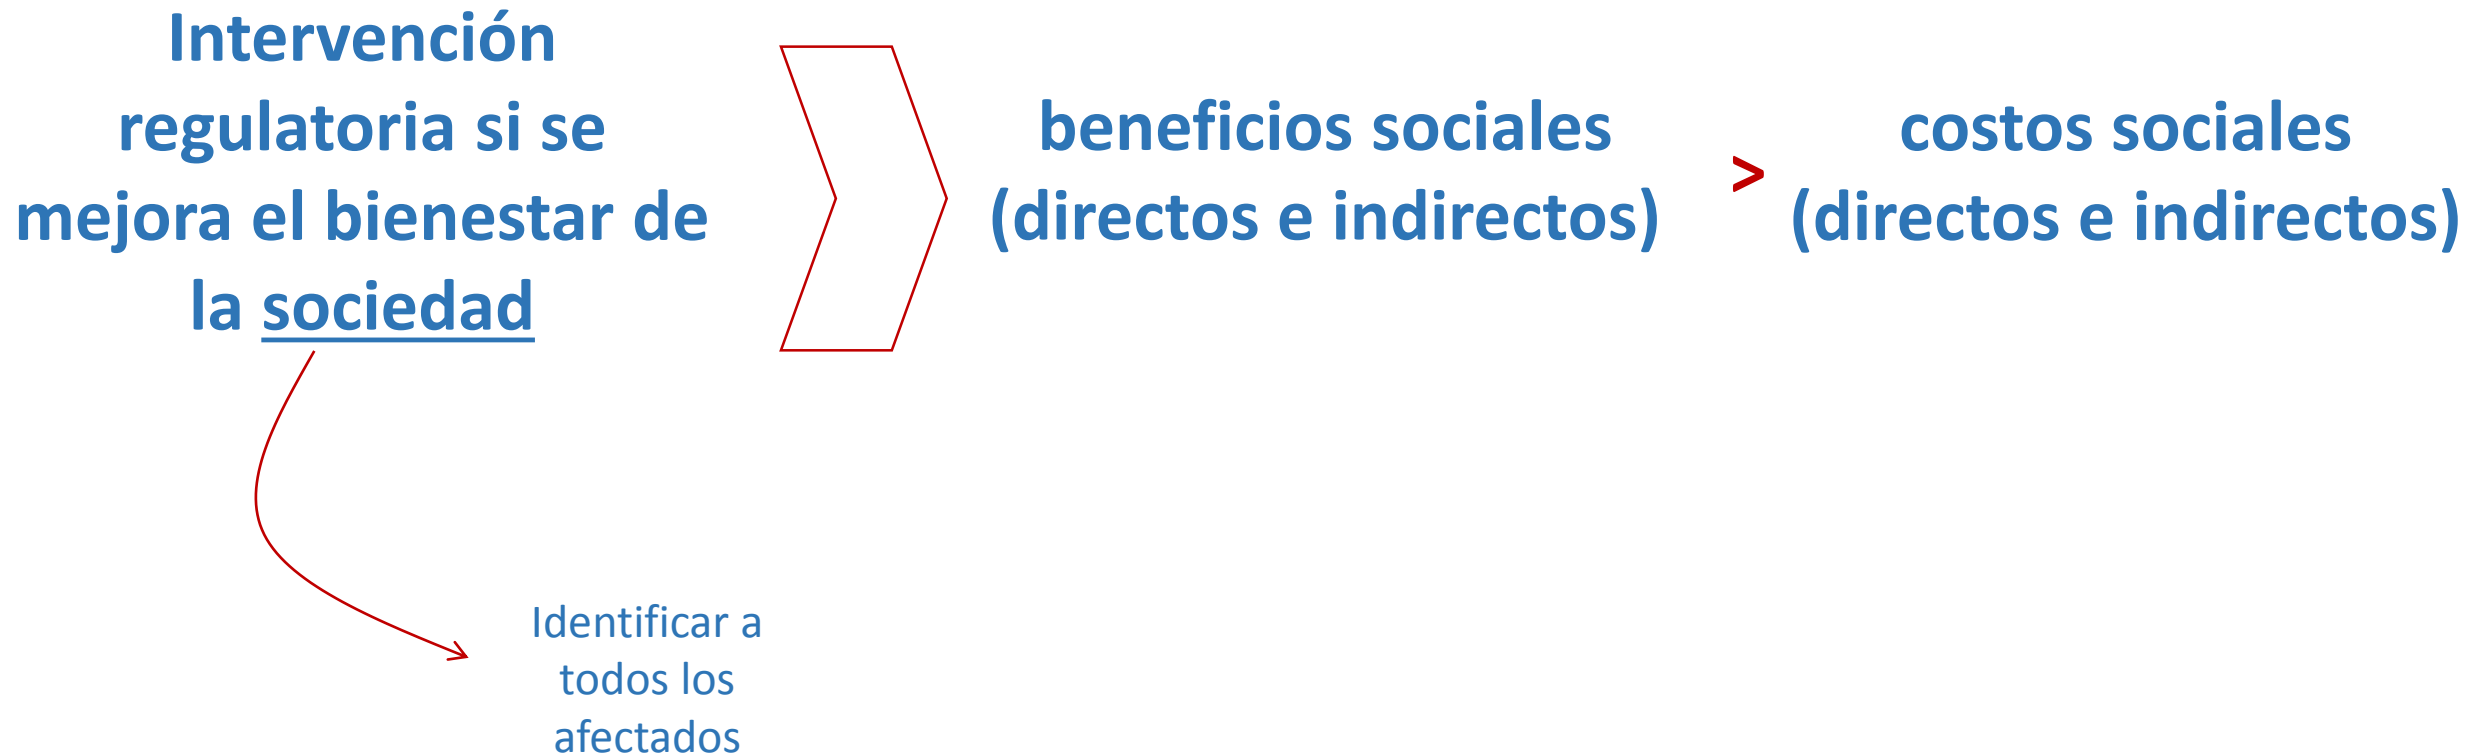 Intervención
regulatoria si se
mejora el bienestar de
la sociedad
beneficios sociales
(directos e indirectos)
>
costos sociales
(directos e indirectos)
Identificar a
todos los
afectados